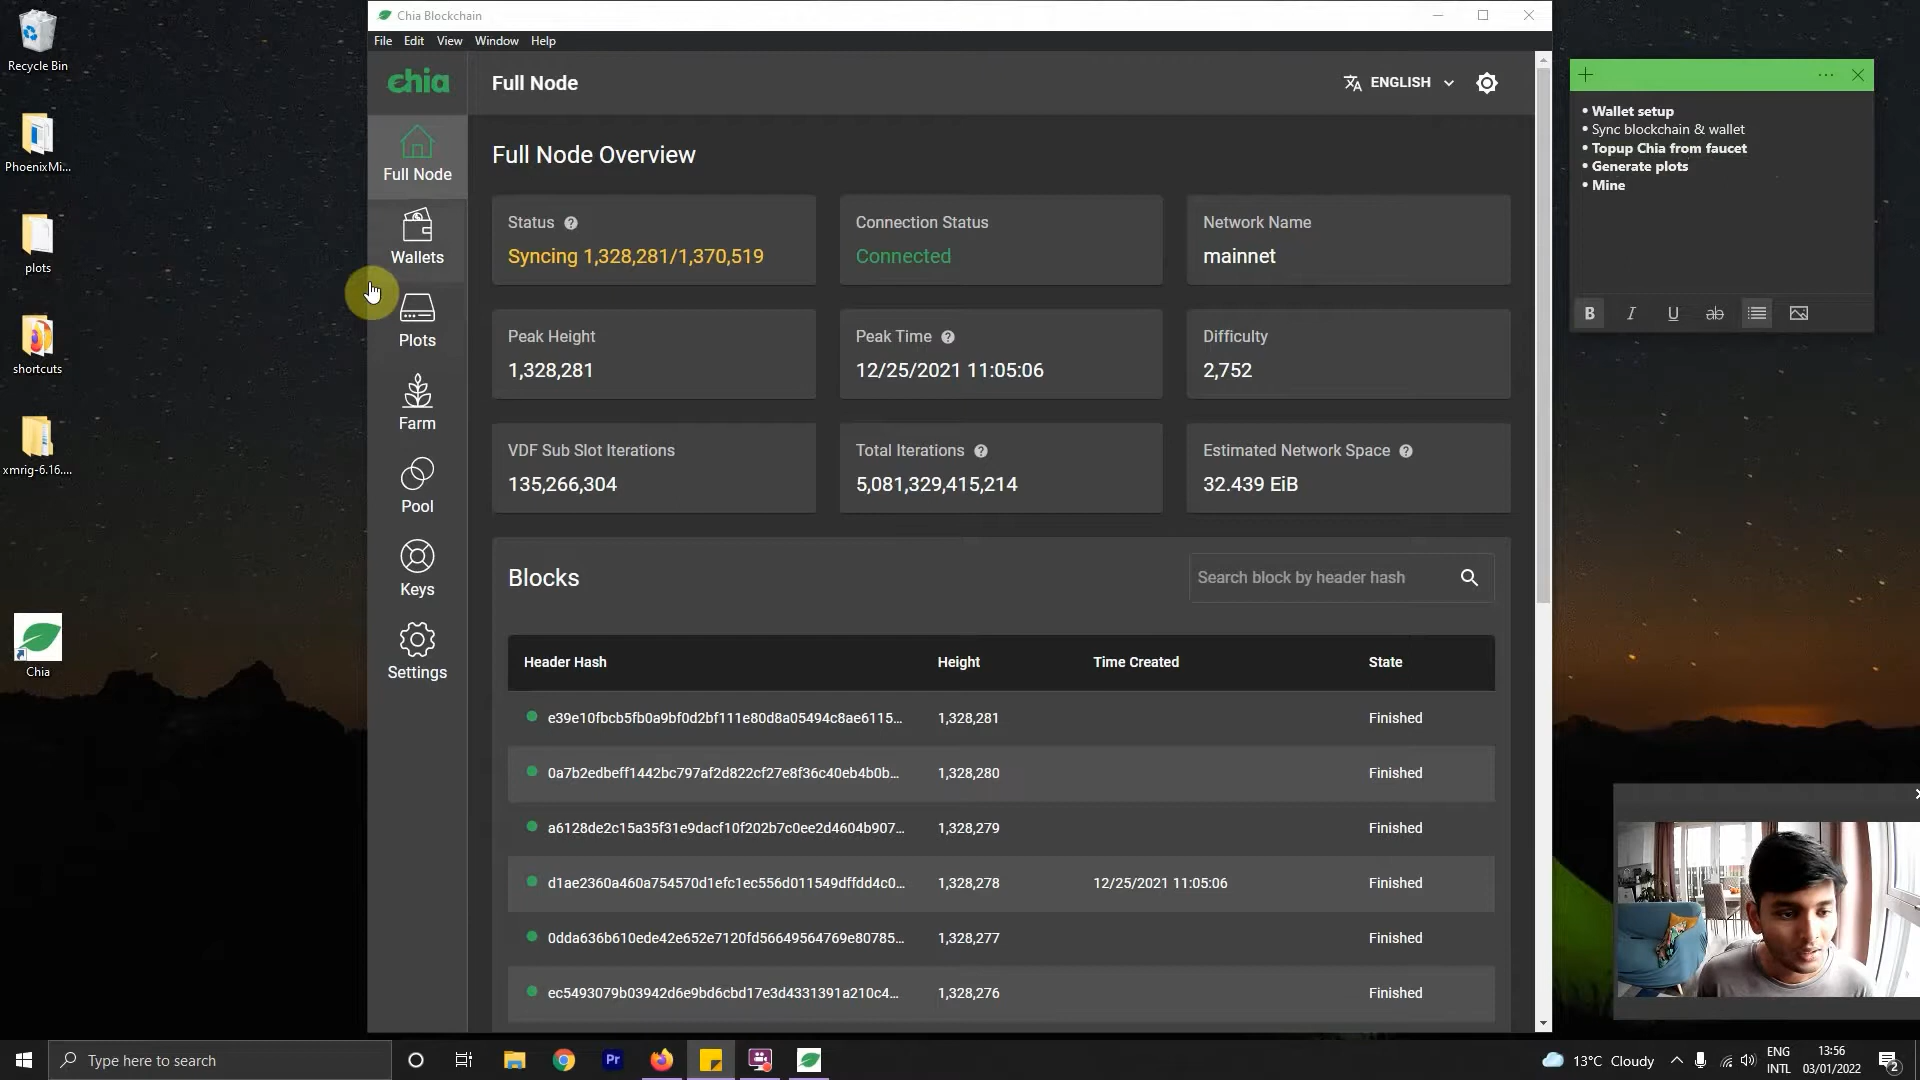 Recycle Bin
PhoenixMi...
plots
shortcuts
xmrig-6.16....
Chia
Chia Blockchain
File Edit View Window Help
chia
Full Node
ENGLISH
Full Node
Wallets
Plots
Farm
Pool
Keys
Settings
Full Node Overview
Status
Syncing 1,328,281/1,370,519
Connection Status
Connected
Network Name
mainnet
Peak Height
1,328,281
Peak Time
12/25/2021 11:05:06
Difficulty
2,752
VDF Sub Slot Iterations
135,266,304
Total Iterations
5,081,329,415,214
Estimated Network Space
32.439 EiB
Blocks
Search block by header hash
Header Hash Height Time Created State
e39e10fbcb5fb0a9bf0d2bf111e80d8a05494c8ae6115... 1,328,281 Finished
0a7b2edbeff1442bc797af2d822cf27e8f36c40eb4b0b... 1,328,280 Finished
a6128de2c15a35f31e9dacf10f202b7c0ee2d4604b907... 1,328,279 Finished
d1ae2360a460a754570d1efc1ec556d011549dffdd4c0... 1,328,278 12/25/2021 11:05:06 Finished
0dda636b610ede42e652e7120fd56649564769e80785... 1,328,277 Finished
ec5493079b03942d6e9bd6cbd17e3d4331391a210c4... 1,328,276 Finished
• Wallet setup
• Sync blockchain & wallet
• Topup Chia from faucet
• Generate plots
• Mine
B I U ab
Type here to search
Pr
13°C Cloudy
ENG
INTL
13:56
03/01/2022
2